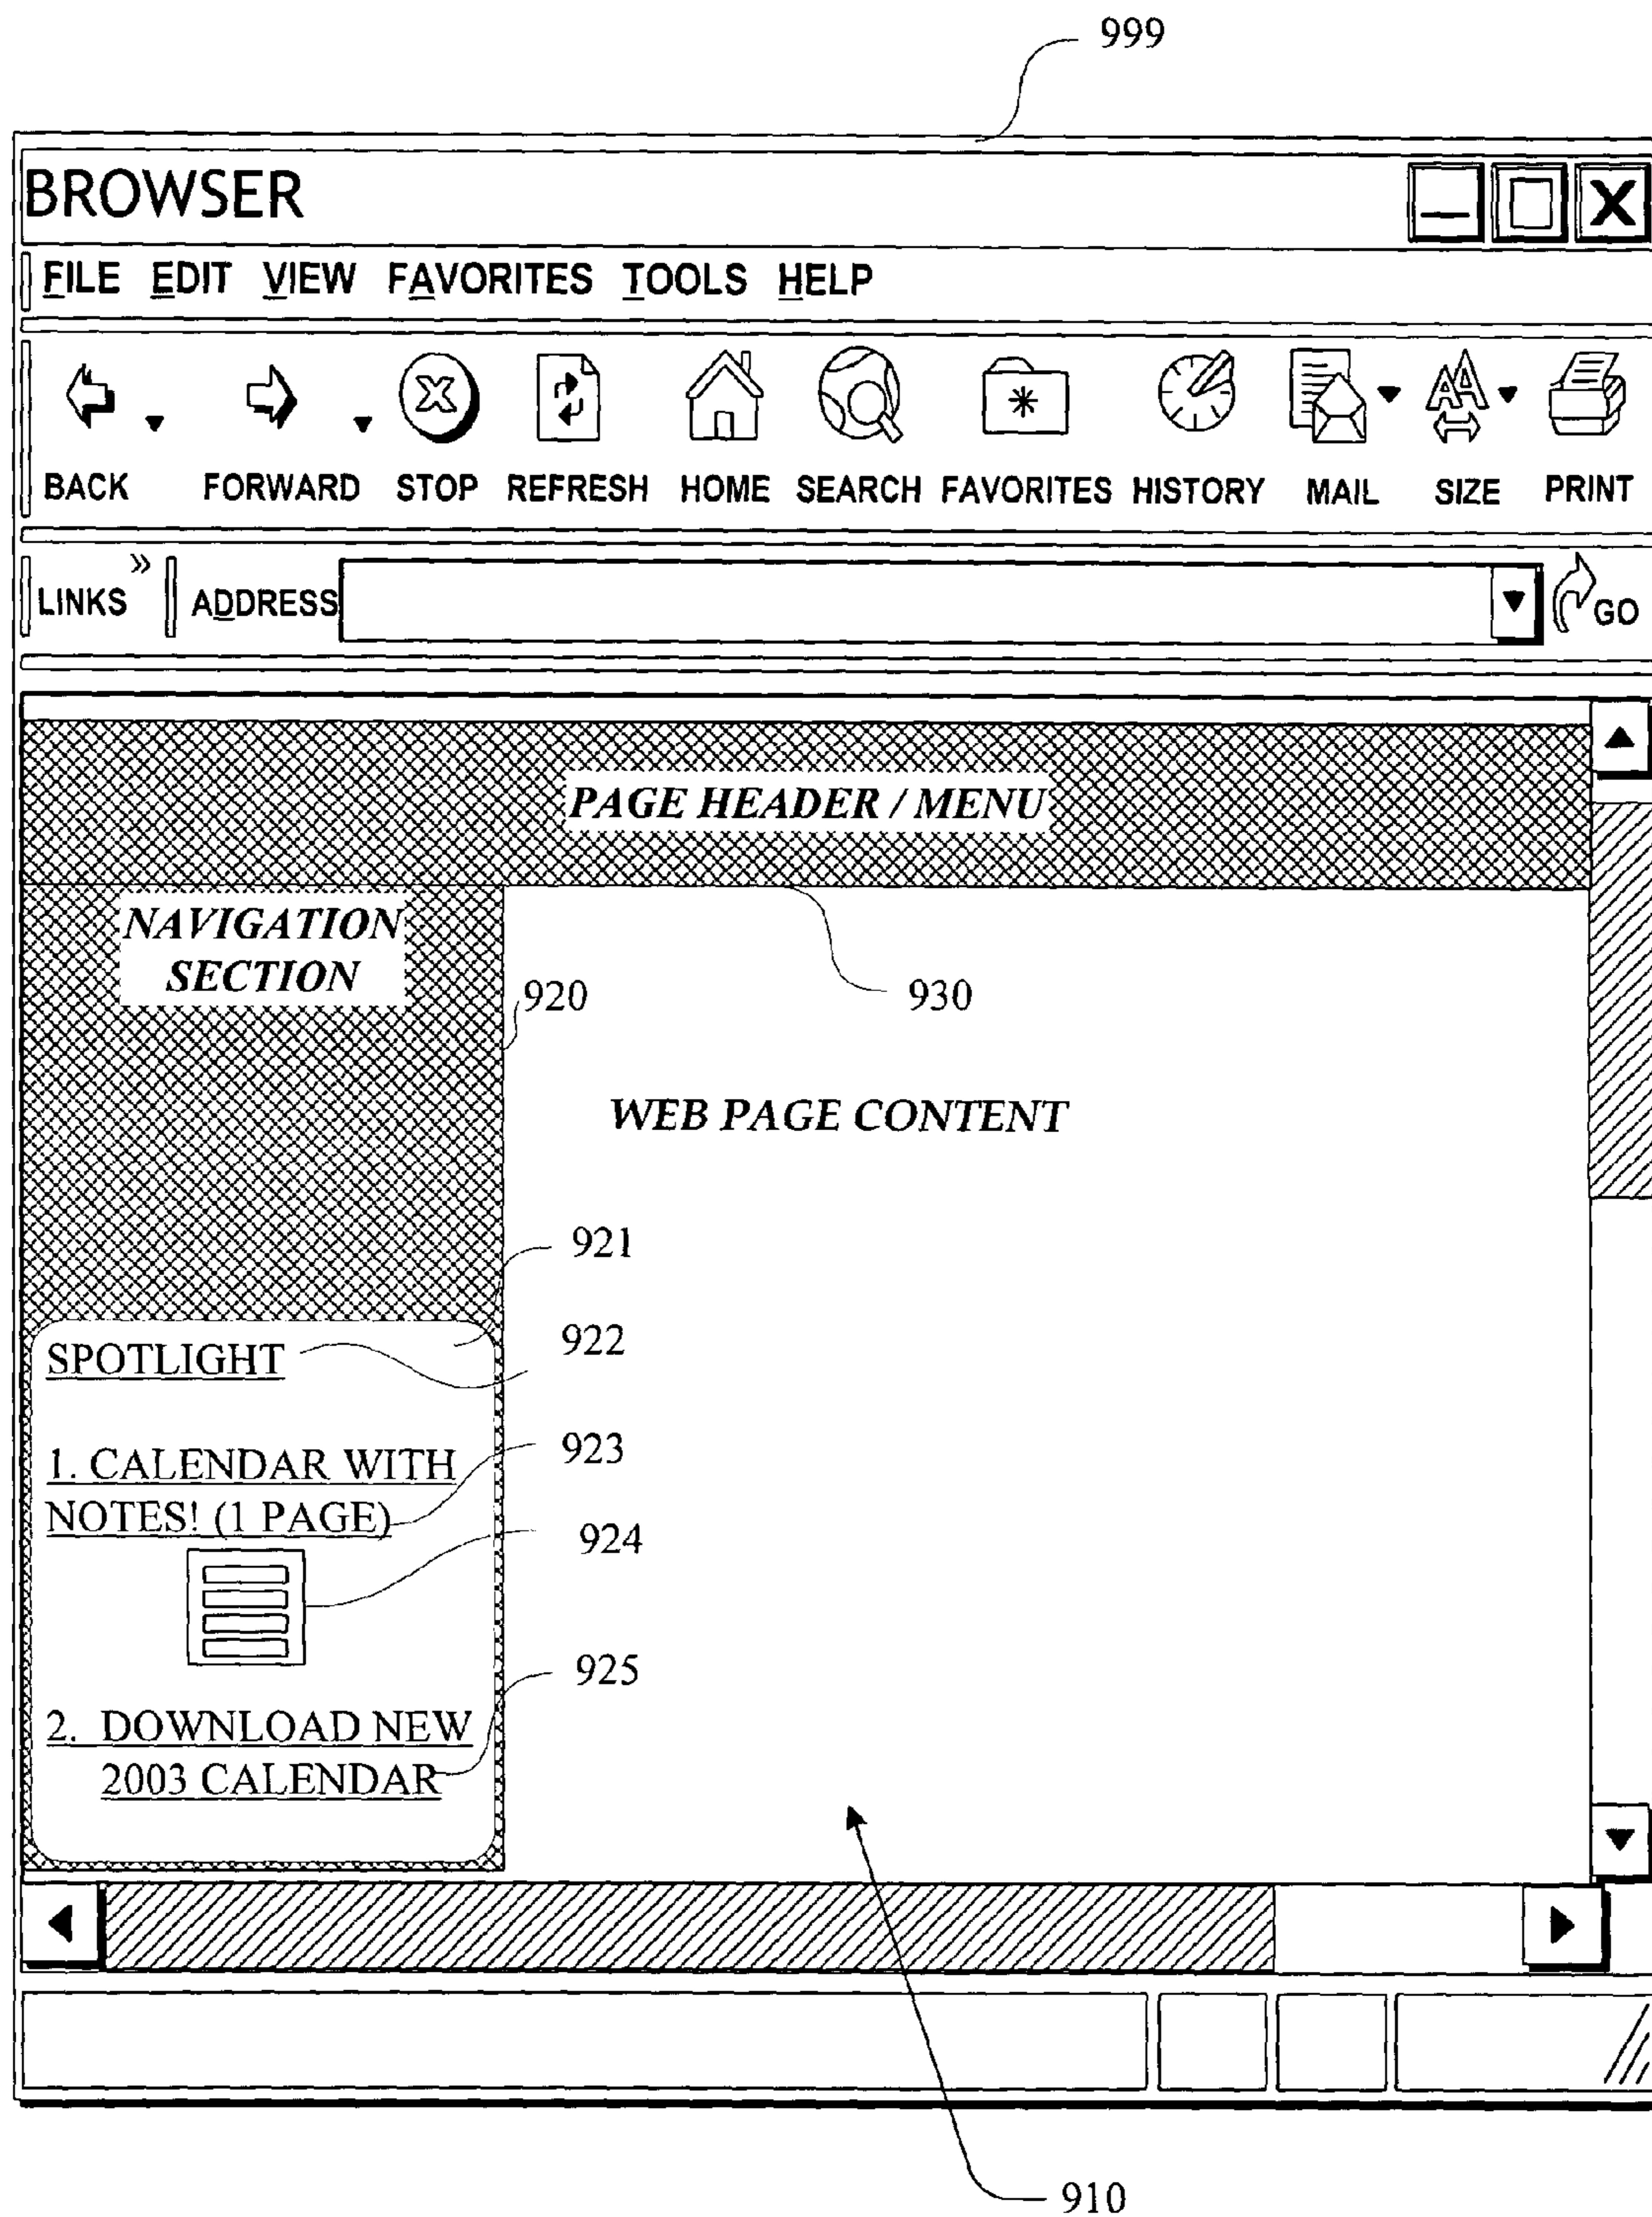 999
BROWSER
FILE EDIT VIEW FAVORITES TOOLS HELP
BACK FORWARD STOP REFRESH HOME SEARCH FAVORITES HISTORY MAIL SIZE PRINT
LINKS » ADDRESS GO
PAGE HEADER / MENU
NAVIGATION
SECTION
920
930
WEB PAGE CONTENT
921
922
SPOTLIGHT
923
1. CALENDAR WITH
NOTES! (1 PAGE)
924
925
2. DOWNLOAD NEW
2003 CALENDAR
910